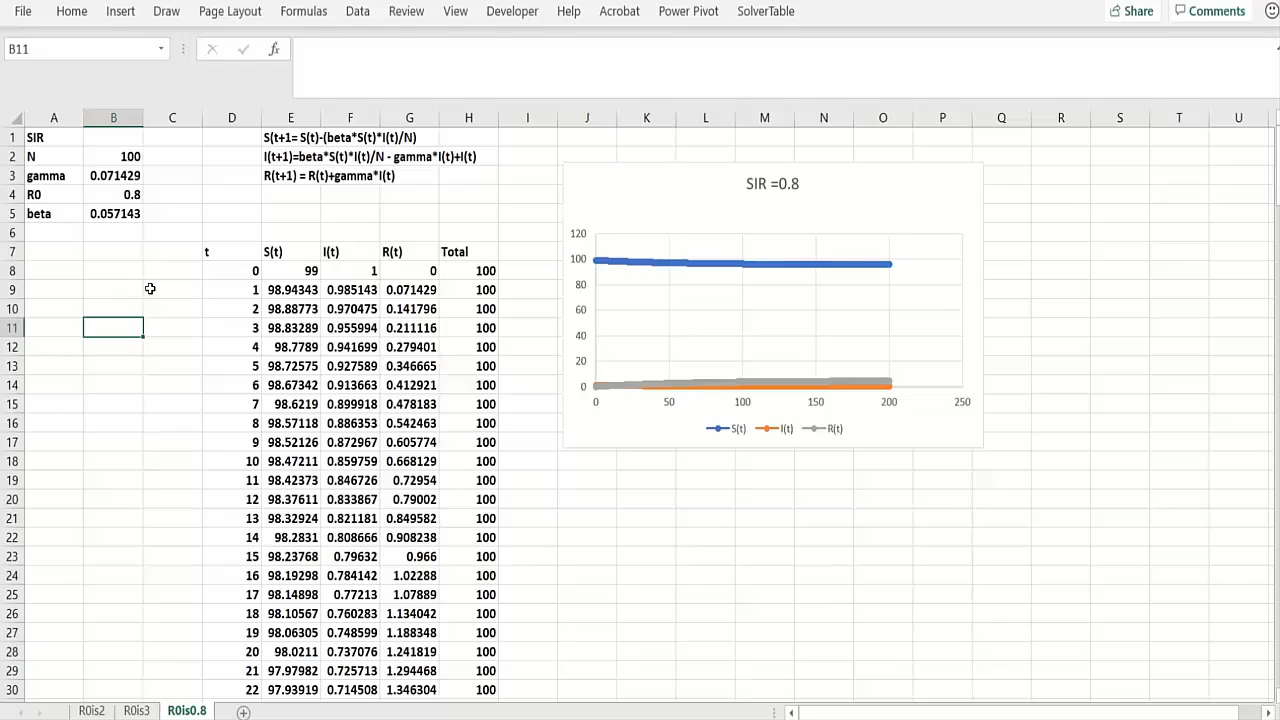 File Home Insert Draw Page Layout Formulas Data Review View Developer Help Acrobat Power Pivot SolverTable Share Comments
B11 fx
A B C D E F G H I J K L M N O P Q R S T U
1 SIR S(t+1= S(t)-(beta*S(t)*I(t)/N)
2 N 100 I(t+1)=beta*S(t)*I(t)/N - gamma*I(t)+I(t)
3 gamma 0.071429 R(t+1) = R(t)+gamma*I(t)
4 R0 0.8
5 beta 0.057143
6
7 t S(t) I(t) R(t) Total
8 0 99 1 0 100
9 1 98.94343 0.985143 0.071429 100
10 2 98.88773 0.970475 0.141796 100
11 3 98.83289 0.955994 0.211116 100
12 4 98.7789 0.941699 0.279401 100
13 5 98.72575 0.927589 0.346665 100
14 6 98.67342 0.913663 0.412921 100
15 7 98.6219 0.899918 0.478183 100
16 8 98.57118 0.886353 0.542463 100
17 9 98.52126 0.872967 0.605774 100
18 10 98.47211 0.859759 0.668129 100
19 11 98.42373 0.846726 0.72954 100
20 12 98.37611 0.833867 0.79002 100
21 13 98.32924 0.821181 0.849582 100
22 14 98.2831 0.808666 0.908238 100
23 15 98.23768 0.79632 0.966 100
24 16 98.19298 0.784142 1.02288 100
25 17 98.14898 0.77213 1.07889 100
26 18 98.10567 0.760283 1.134042 100
27 19 98.06305 0.748599 1.188348 100
28 20 98.0211 0.737076 1.241819 100
29 21 97.97982 0.725713 1.294468 100
30 22 97.93919 0.714508 1.346304 100
SIR =0.8
120
100
80
60
40
20
0
0 50 100 150 200 250
S(t) I(t) R(t)
R0is2 R0is3 R0is0.8